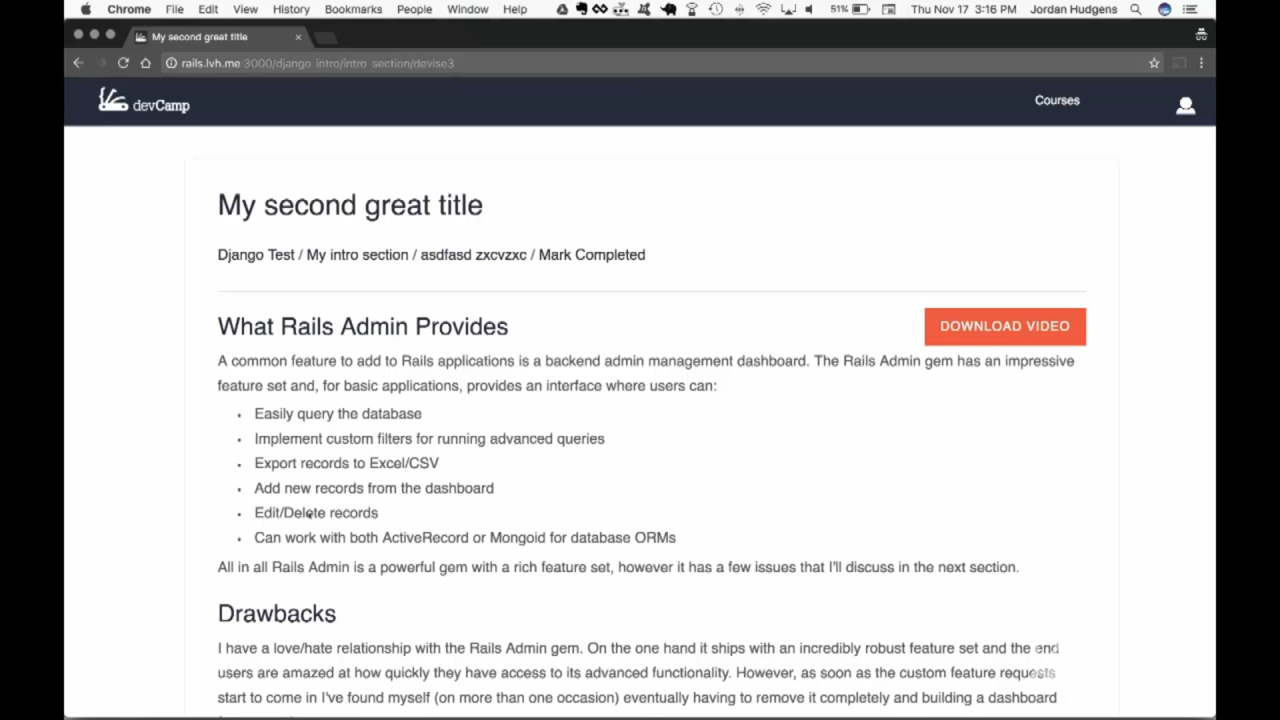 Chrome File Edit View History Bookmarks People Window Help 51% Thu Nov 17 3:16 PM Jordan Hudgens
My second great title
rails.lvh.me:3000/django-intro/intro-section/devise3
devCamp
Courses
My second great title
Django Test / My intro section / asdfasd zxcvzxc / Mark Completed
What Rails Admin Provides
DOWNLOAD VIDEO
A common feature to add to Rails applications is a backend admin management dashboard. The Rails Admin gem has an impressive
feature set and, for basic applications, provides an interface where users can:
• Easily query the database
• Implement custom filters for running advanced queries
• Export records to Excel/CSV
• Add new records from the dashboard
• Edit/Delete records
• Can work with both ActiveRecord or Mongoid for database ORMs
All in all Rails Admin is a powerful gem with a rich feature set, however it has a few issues that I'll discuss in the next section.
Drawbacks
I have a love/hate relationship with the Rails Admin gem. On the one hand it ships with an incredibly robust feature set and the end
users are amazed at how quickly they have access to its advanced functionality. However, as soon as the custom feature requests
start to come in I've found myself (on more than one occasion) eventually having to remove it completely and building a dashboard